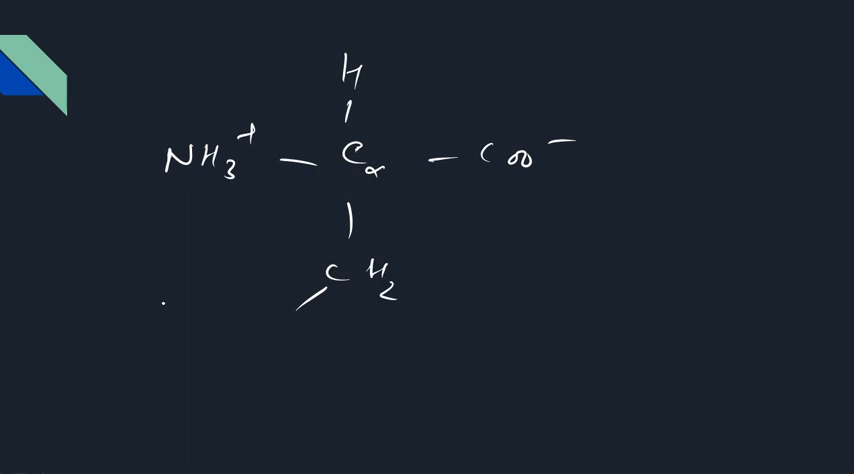 H
NH₃⁺ — Cα — COO⁻
CH₂